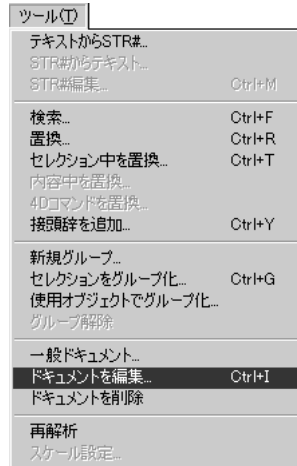 ツール(T)
テキストからSTR#...
STR#からテキスト...
STR#編集... Ctrl+M
検索... Ctrl+F
置換... Ctrl+R
セレクション中を置換... Ctrl+T
内容中を置換...
4Dコマンドを置換...
接頭辞を追加... Ctrl+Y
新規グループ...
セレクションをグループ化... Ctrl+G
使用オブジェクトでグループ化...
グループ解除
一般ドキュメント...
ドキュメントを編集... Ctrl+I
ドキュメントを削除
再解析
スケール設定...